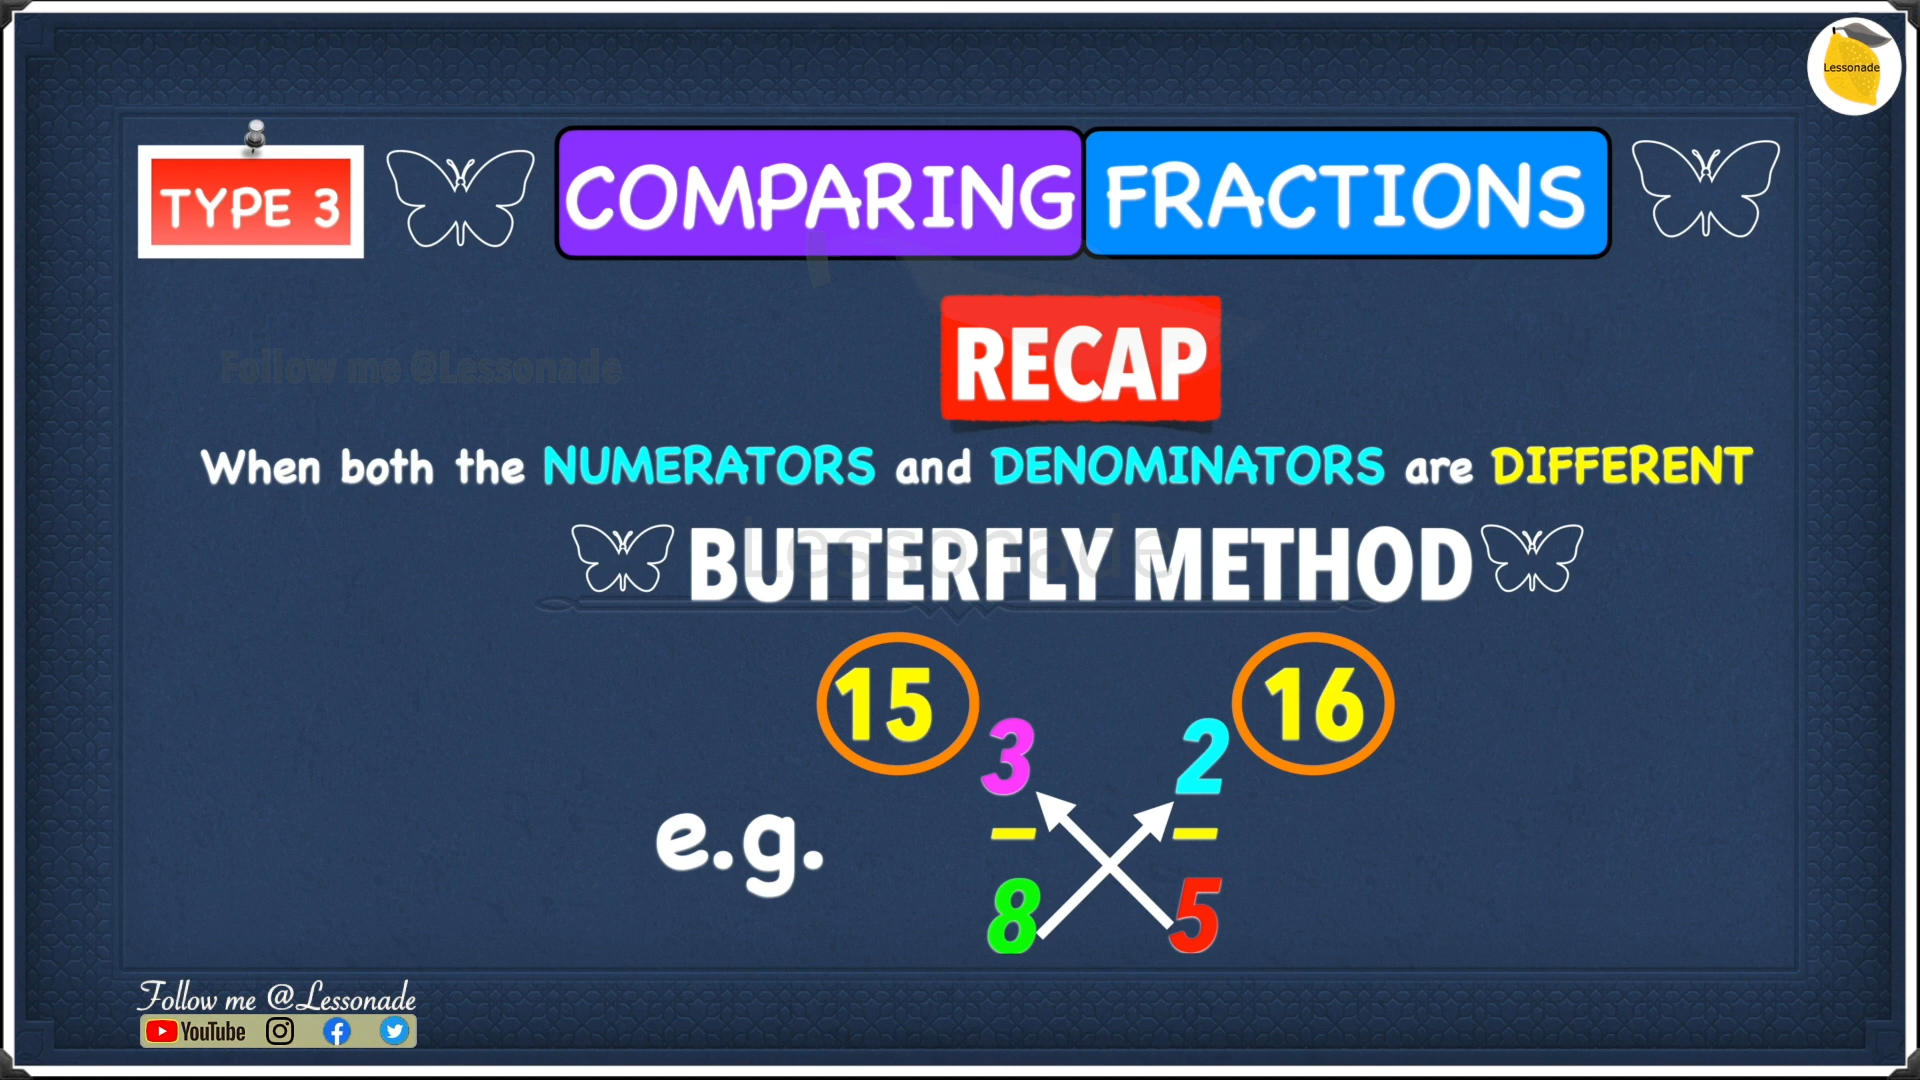 Lessonade
TYPE 3
COMPARING FRACTIONS
RECAP
Follow me @Lessonade
When both the NUMERATORS and DENOMINATORS are DIFFERENT
BUTTERFLY METHOD
Lessonade
15 16
3 2
e.g.
8 5
Follow me @Lessonade
YouTube